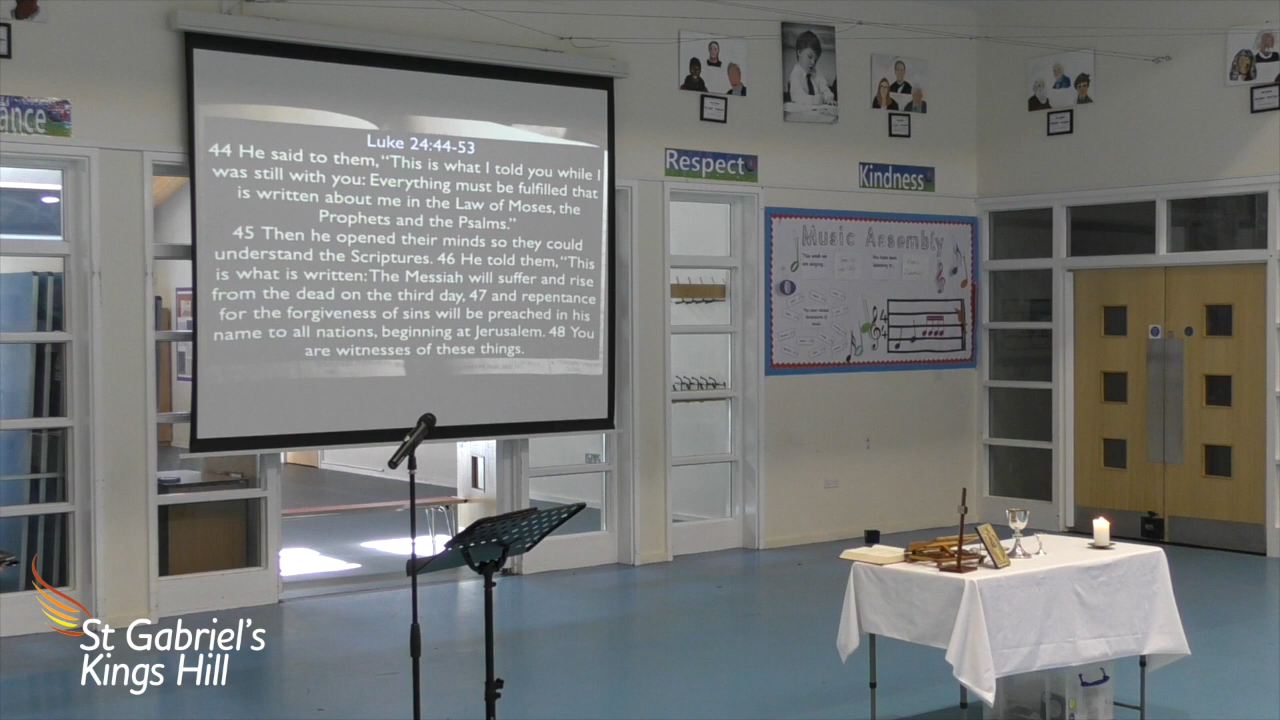 ance
Luke 24:44-53
44 He said to them, “This is what I told you while I
was still with you: Everything must be fulfilled that
is written about me in the Law of Moses, the
Prophets and the Psalms.”
45 Then he opened their minds so they could
understand the Scriptures. 46 He told them, “This
is what is written: The Messiah will suffer and rise
from the dead on the third day, 47 and repentance
for the forgiveness of sins will be preached in his
name to all nations, beginning at Jerusalem. 48 You
are witnesses of these things.
Respect
Kindness
Music Assembly
St Gabriel's
Kings Hill